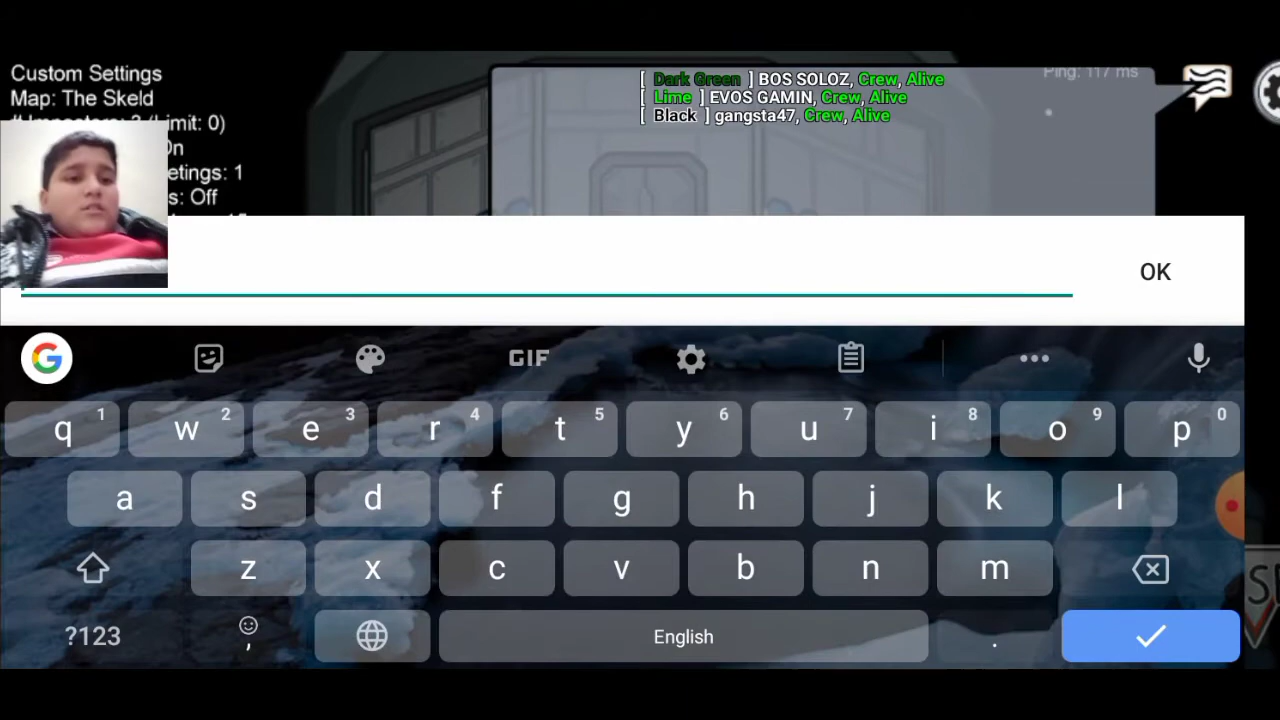 Custom Settings
Map: The Skeld
(Limit: 0)
On
etings: 1
s: Off
[ Dark Green ] BOS SOLOZ, Crew, Alive
[ Lime ] EVOS GAMIN, Crew, Alive
[ Black ] gangsta47, Crew, Alive
Ping: 117 ms
OK
G GIF
q 1 w 2 e 3 r 4 t 5 y 6 u 7 i 8 o 9 p 0
a s d f g h j k l
z x c v b n m
?123 , English .